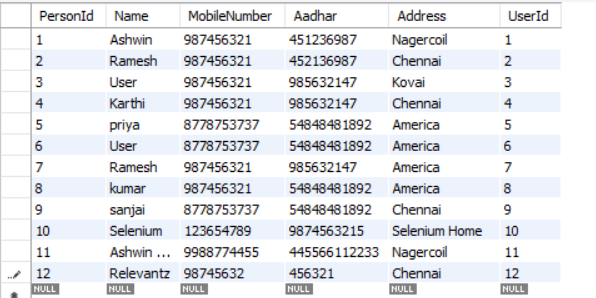 PersonId Name MobileNumber Aadhar Address UserId
1 Ashwin 987456321 451236987 Nagercoil 1
2 Ramesh 987456321 452136987 Chennai 2
3 User 987456321 985632147 Kovai 3
4 Karthi 987456321 985632147 Chennai 4
5 priya 8778753737 54848481892 America 5
6 User 8778753737 54848481892 America 6
7 Ramesh 987456321 985632147 America 7
8 kumar 987456321 54848481892 America 8
9 sanjai 8778753737 54848481892 Chennai 9
10 Selenium 123654789 9874563215 Selenium Home 10
11 Ashwin ... 9988774455 445566112233 Nagercoil 11
12 Relevantz 98745632 456321 Chennai 12
NULL NULL NULL NULL NULL NULL